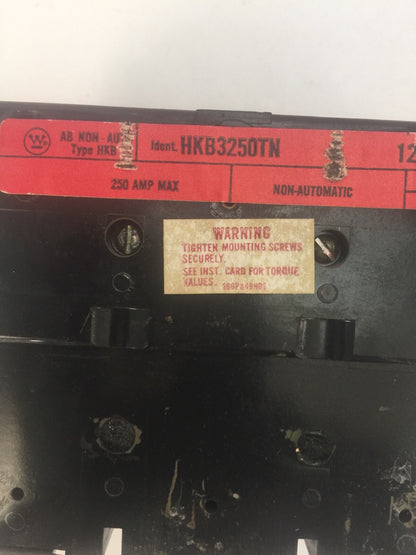 W
AB NON-AU
Type HKB
Ident. HKB3250TN
12
250 AMP MAX
NON-AUTOMATIC
WARNING
TIGHTEN MOUNTING SCREWS
SECURELY.
SEE INST. CARD FOR TORQUE
VALUES.